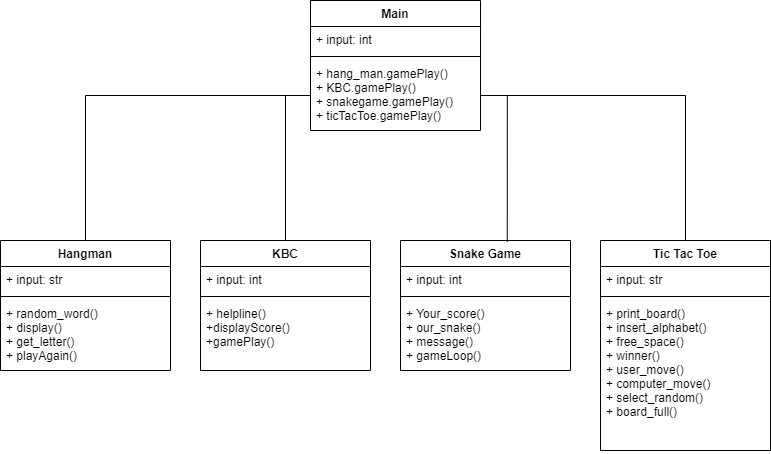 Main
+ input: int
+ hang_man.gamePlay()
+ KBC.gamePlay()
+ snakegame.gamePlay()
+ ticTacToe.gamePlay()
Hangman
+ input: str
+ random_word()
+ display()
+ get_letter()
+ playAgain()
KBC
+ input: int
+ helpline()
+displayScore()
+gamePlay()
Snake Game
+ input: int
+ Your_score()
+ our_snake()
+ message()
+ gameLoop()
Tic Tac Toe
+ input: str
+ print_board()
+ insert_alphabet()
+ free_space()
+ winner()
+ user_move()
+ computer_move()
+ select_random()
+ board_full()